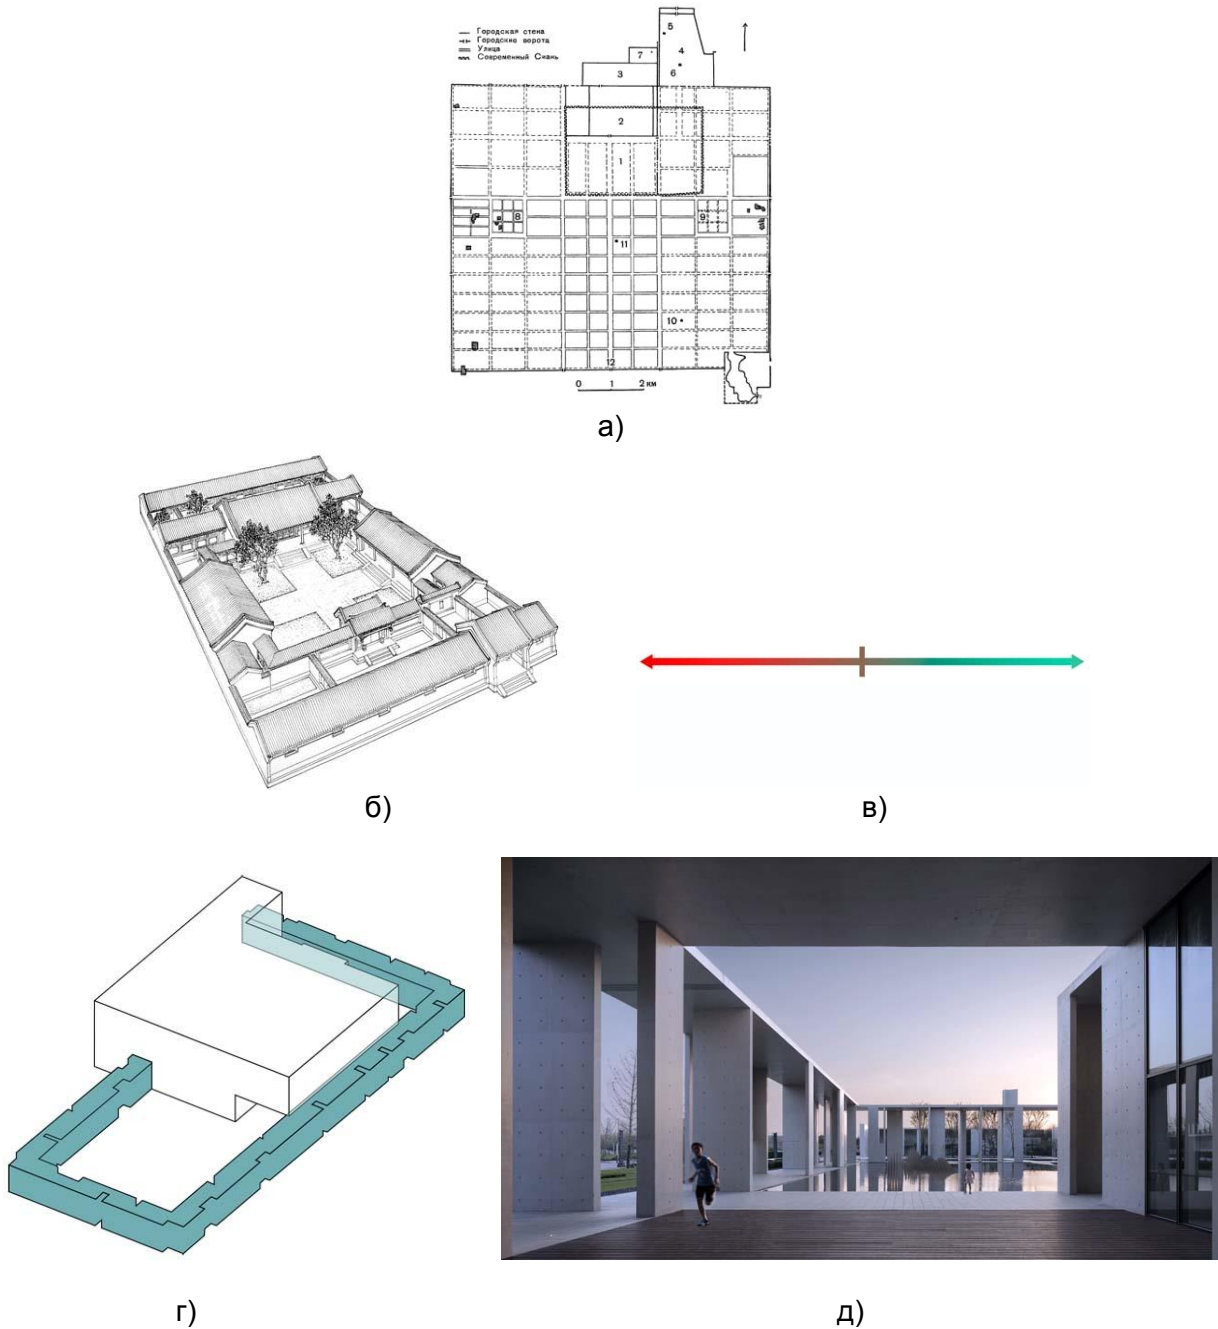 Городская стена
Городские ворота
Улица
Современный Сиань
5
4
7
3
6
2
1
8
9
11
10
12
0 1 2 км
а)
б)
в)
г)
д)